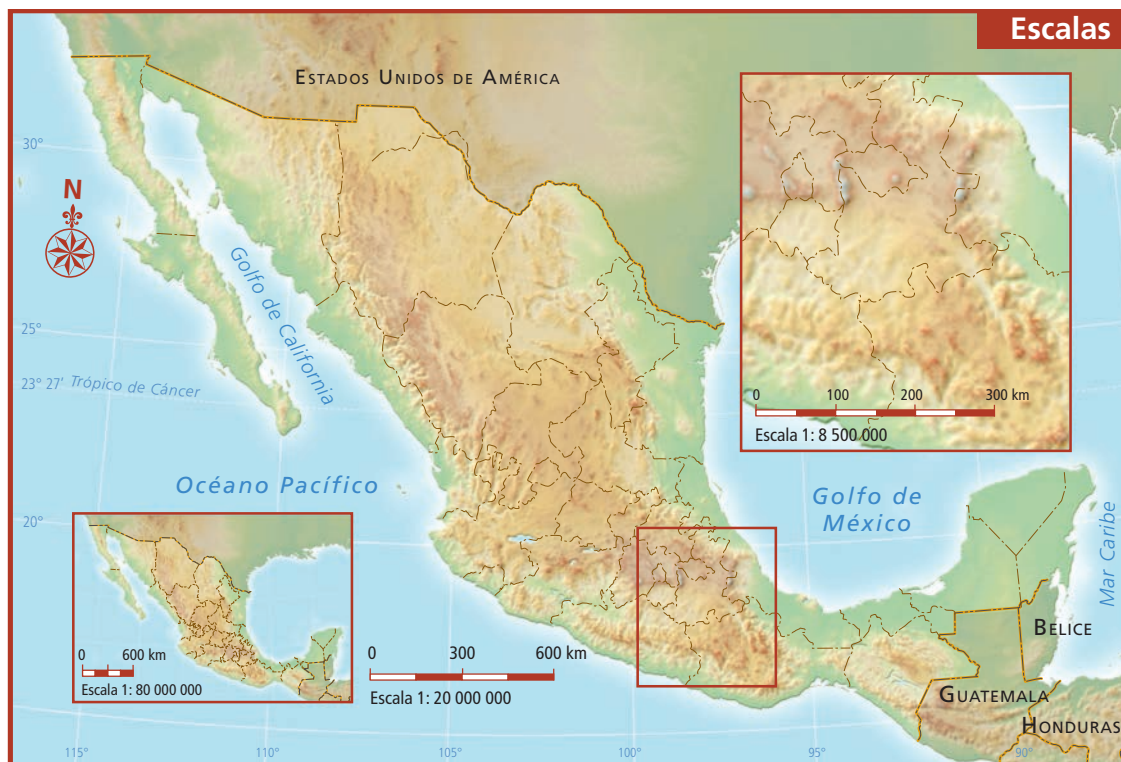 Escalas
Estados Unidos de América
30°
N
Golfo de California
25°
23° 27' Trópico de Cáncer
0 100 200 300 km
Escala 1: 8 500 000
Océano Pacífico
Golfo de
México
Mar Caribe
20°
Belice
0 600 km
Escala 1: 80 000 000
0 300 600 km
Escala 1: 20 000 000
Guatemala
Honduras
115°
110°
105°
100°
95°
90°